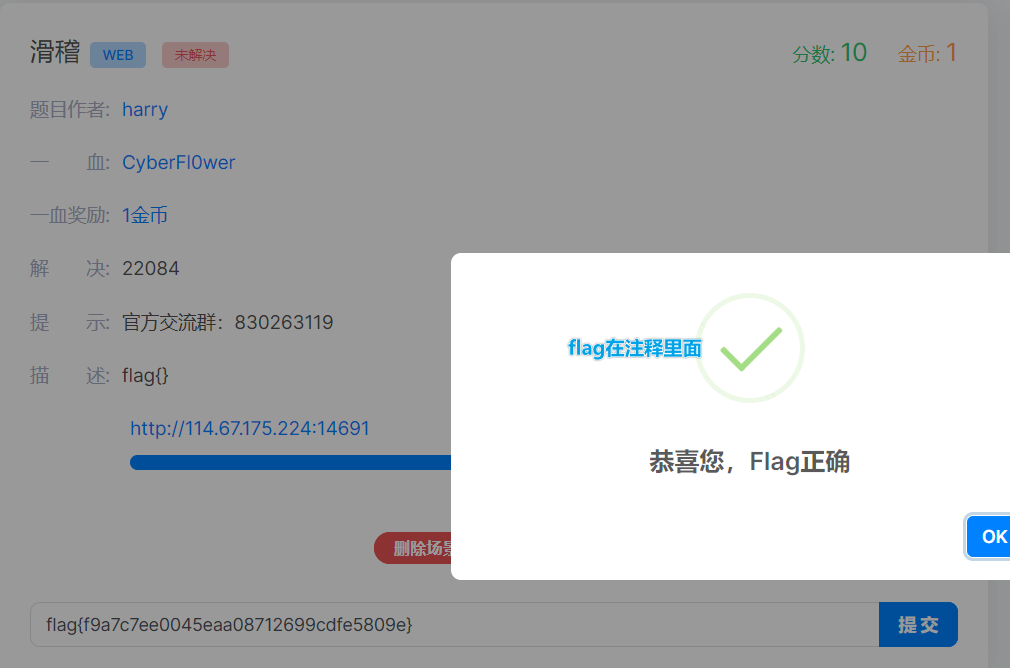 滑稽 WEB 未解决 分数: 10 金币: 1
题目作者: harry
一 血: CyberFl0wer
一血奖励: 1金币
解 决: 22084
提 示: 官方交流群：830263119
描 述: flag{}
flag在注释里面
http://114.67.175.224:14691
恭喜您，Flag正确
OK
删除场景
flag{f9a7c7ee0045eaa08712699cdfe5809e} 提交